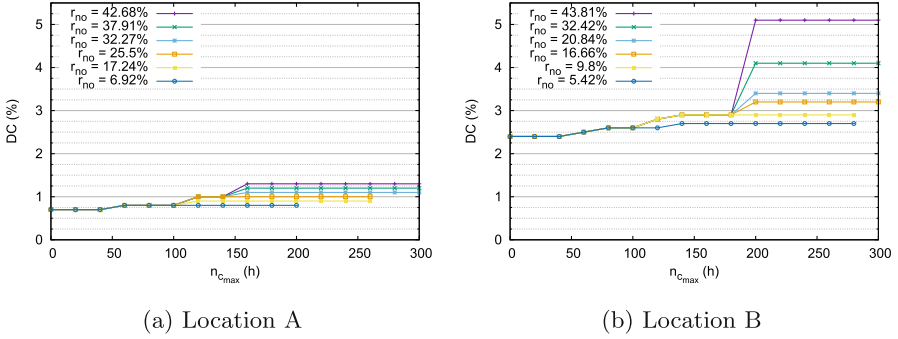 r_no = 42.68%
r_no = 37.91%
r_no = 32.27%
r_no = 25.5%
r_no = 17.24%
r_no = 6.92%
DC (%)
5
4
3
2
1
0
0 50 100 150 200 250 300
n_c_max (h)
(a) Location A
r_no = 43.81%
r_no = 32.42%
r_no = 20.84%
r_no = 16.66%
r_no = 9.8%
r_no = 5.42%
DC (%)
5
4
3
2
1
0
0 50 100 150 200 250 300
n_c_max (h)
(b) Location B